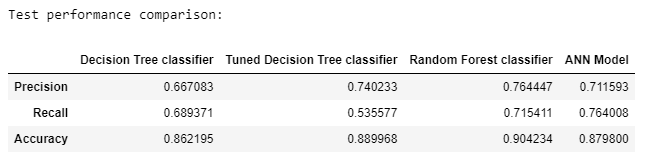 Test performance comparison:
Decision Tree classifier Tuned Decision Tree classifier Random Forest classifier ANN Model
Precision 0.667083 0.740233 0.764447 0.711593
Recall 0.689371 0.535577 0.715411 0.764008
Accuracy 0.862195 0.889968 0.904234 0.879800